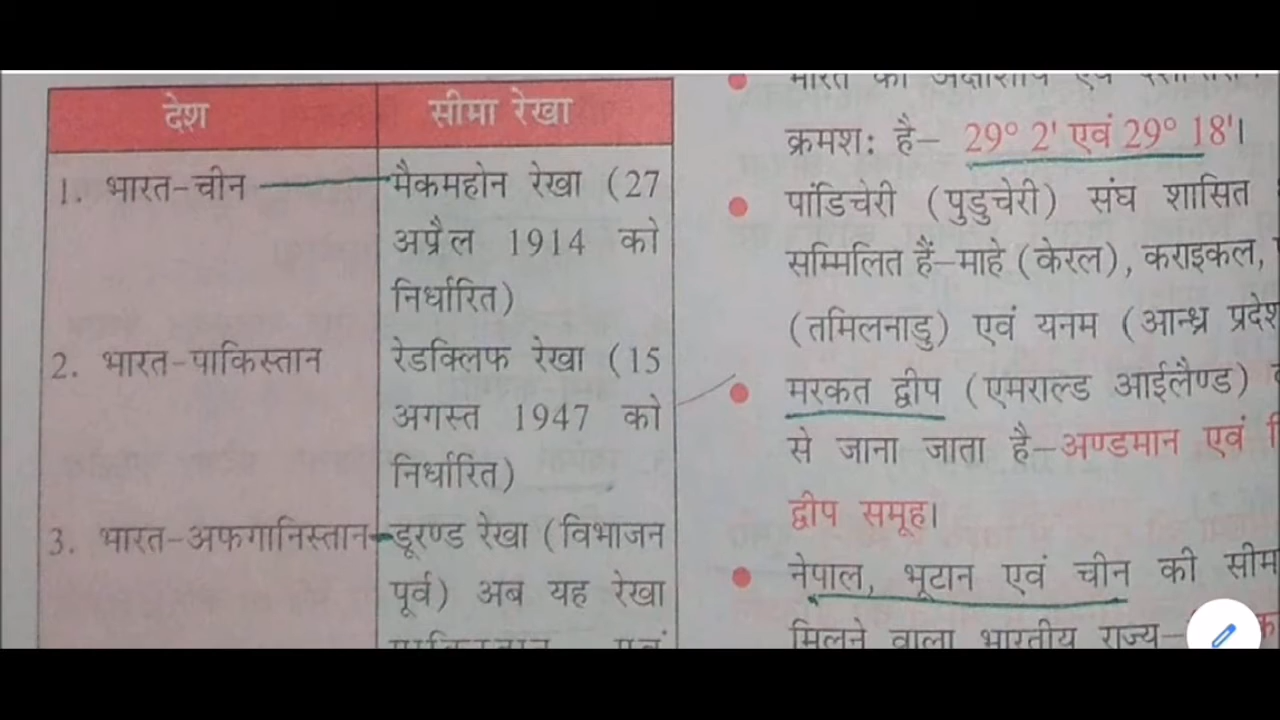 देश
सीमा रेखा
1. भारत-चीन
मैकमहोन रेखा (27
अप्रैल 1914 को
निर्धारित)
2. भारत-पाकिस्तान
रेडक्लिफ रेखा (15
अगस्त 1947 को
निर्धारित)
3. भारत-अफगानिस्तान
डूरण्ड रेखा (विभाजन
पूर्व) अब यह रेखा
क्रमश: है- 29° 2' एवं 29° 18'।
पांडिचेरी (पुडुचेरी) संघ शासित
सम्मिलित हैं-माहे (केरल), कराइकल,
(तमिलनाडु) एवं यनम (आन्ध्र प्रदेश
मरकत द्वीप (एमराल्ड आईलैण्ड)
से जाना जाता है-अण्डमान एवं
द्वीप समूह।
नेपाल, भूटान एवं चीन की सीम
मिलने वाला भारतीय राज्य-